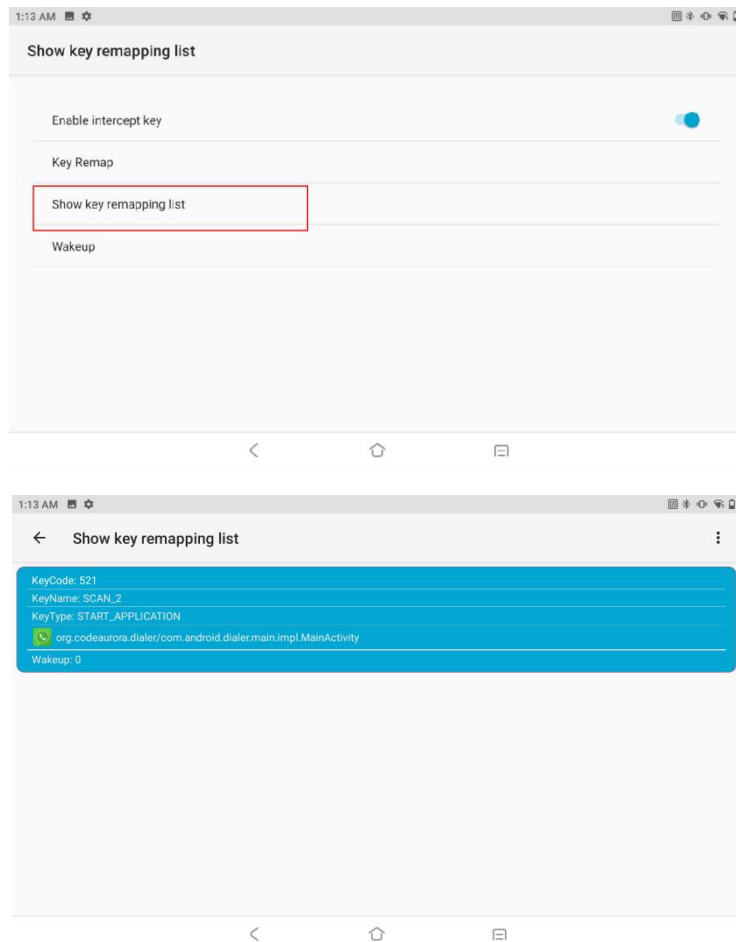 1:13 AM
Show key remapping list
Enable intercept key
Key Remap
Show key remapping list
Wakeup
1:13 AM
Show key remapping list
KeyCode: 521
KeyName: SCAN_2
KeyType: START_APPLICATION
org.codeaurora.dialer/com.android.dialer.main.impl.MainActivity
Wakeup: 0